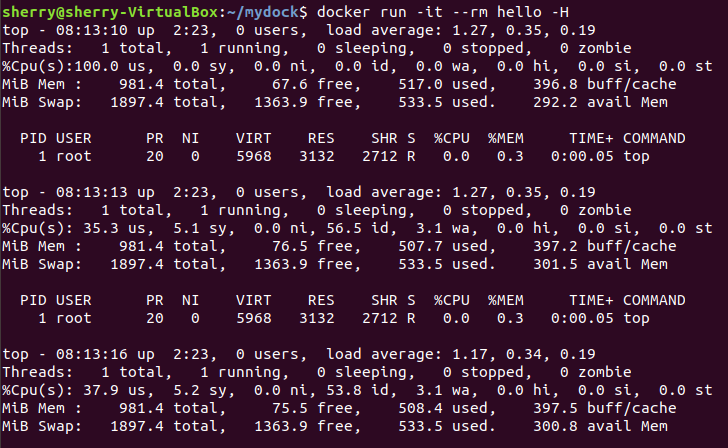 sherry@sherry-VirtualBox:~/mydock$ docker run -it --rm hello -H
top - 08:13:10 up  2:23,  0 users,  load average: 1.27, 0.35, 0.19
Threads:   1 total,   1 running,   0 sleeping,   0 stopped,   0 zombie
%Cpu(s):100.0 us,  0.0 sy,  0.0 ni,  0.0 id,  0.0 wa,  0.0 hi,  0.0 si,  0.0 st
MiB Mem :    981.4 total,     67.6 free,    517.0 used,    396.8 buff/cache
MiB Swap:   1897.4 total,   1363.9 free,    533.5 used.    292.2 avail Mem
  PID USER      PR  NI    VIRT    RES    SHR S  %CPU  %MEM     TIME+ COMMAND
    1 root      20   0    5968   3132   2712 R   0.0   0.3   0:00.05 top
top - 08:13:13 up  2:23,  0 users,  load average: 1.27, 0.35, 0.19
Threads:   1 total,   1 running,   0 sleeping,   0 stopped,   0 zombie
%Cpu(s): 35.3 us,  5.1 sy,  0.0 ni, 56.5 id,  3.1 wa,  0.0 hi,  0.0 si,  0.0 st
MiB Mem :    981.4 total,     76.5 free,    507.7 used,    397.2 buff/cache
MiB Swap:   1897.4 total,   1363.9 free,    533.5 used.    301.5 avail Mem
  PID USER      PR  NI    VIRT    RES    SHR S  %CPU  %MEM     TIME+ COMMAND
    1 root      20   0    5968   3132   2712 R   0.0   0.3   0:00.05 top
top - 08:13:16 up  2:23,  0 users,  load average: 1.17, 0.34, 0.19
Threads:   1 total,   1 running,   0 sleeping,   0 stopped,   0 zombie
%Cpu(s): 37.9 us,  5.2 sy,  0.0 ni, 53.8 id,  3.1 wa,  0.0 hi,  0.0 si,  0.0 st
MiB Mem :    981.4 total,     75.5 free,    508.4 used,    397.5 buff/cache
MiB Swap:   1897.4 total,   1363.9 free,    533.5 used.    300.8 avail Mem